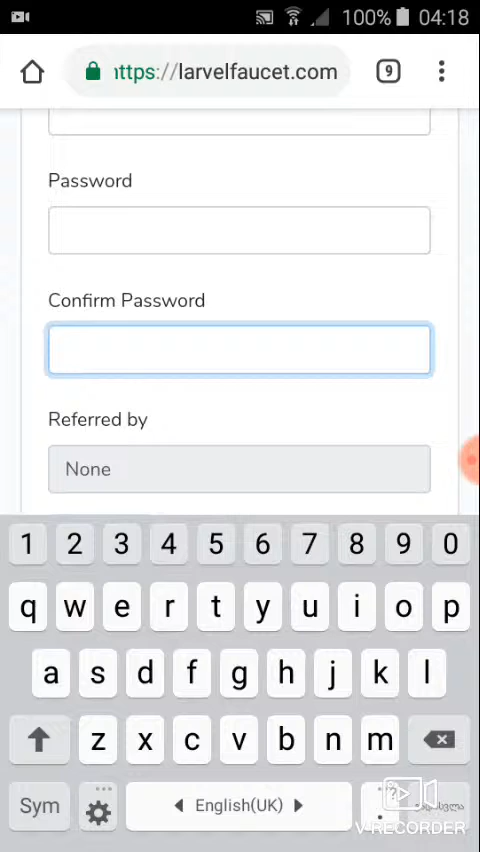 100% 04:18
https://larvelfaucet.com 9
Password
Confirm Password
Referred by
None
1 2 3 4 5 6 7 8 9 0
q w e r t y u i o p
a s d f g h j k l
z x c v b n m
Sym English(UK)
V RECORDER